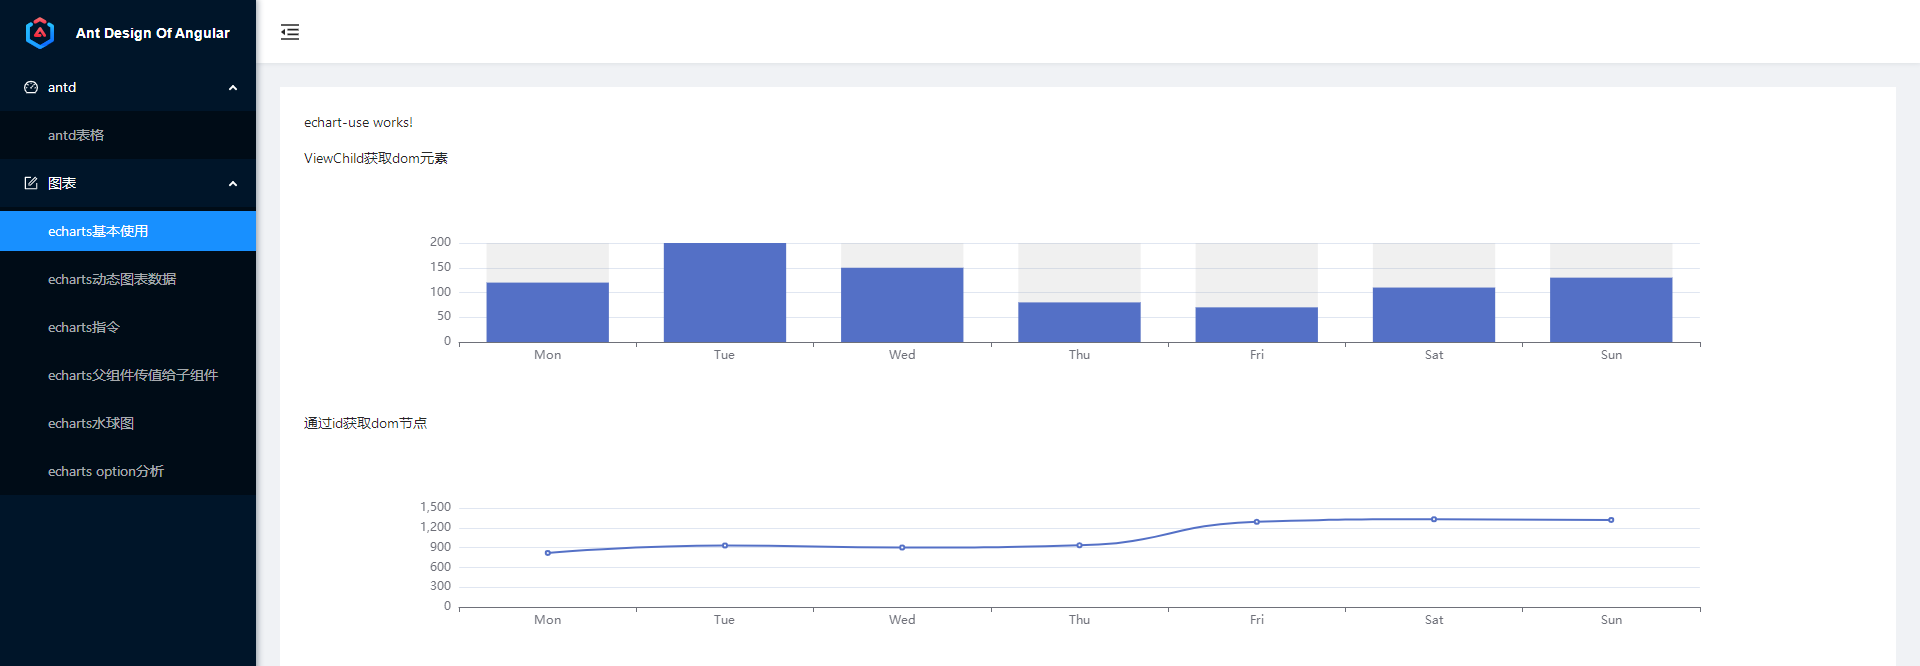 Ant Design Of Angular
antd
antd表格
图表
echarts基本使用
echarts动态图表数据
echarts指令
echarts父组件传值给子组件
echarts水球图
echarts option分析
echart-use works!
ViewChild获取dom元素
200
150
100
50
0
Mon Tue Wed Thu Fri Sat Sun
通过id获取dom节点
1,500
1,200
900
600
300
0
Mon Tue Wed Thu Fri Sat Sun